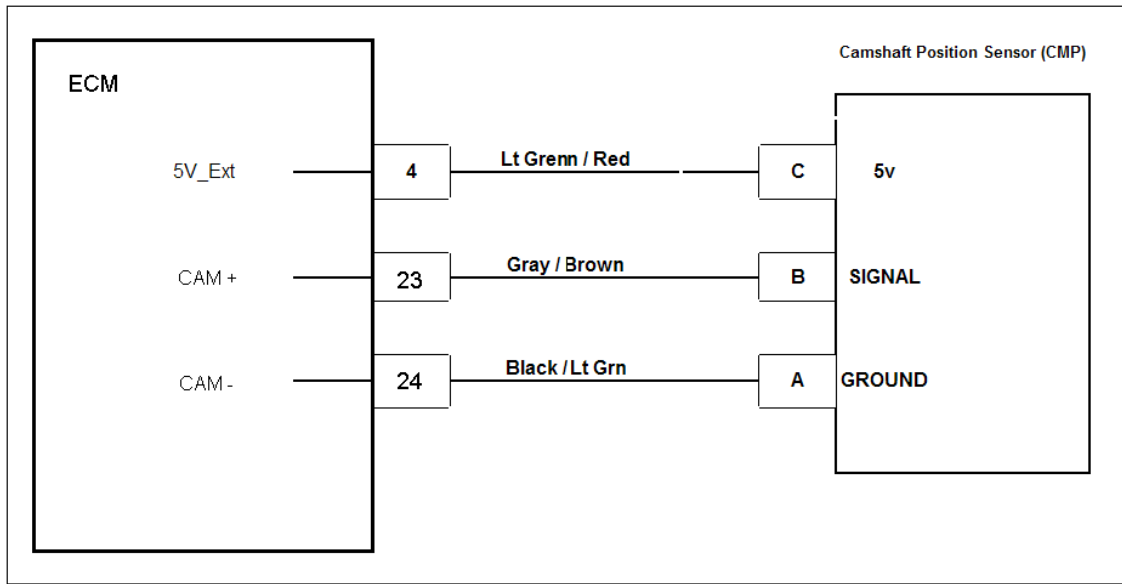 Camshaft Position Sensor (CMP)
ECM
5V_Ext
4
Lt Grenn / Red
C
5v
CAM +
23
Gray / Brown
B
SIGNAL
CAM -
24
Black / Lt Grn
A
GROUND